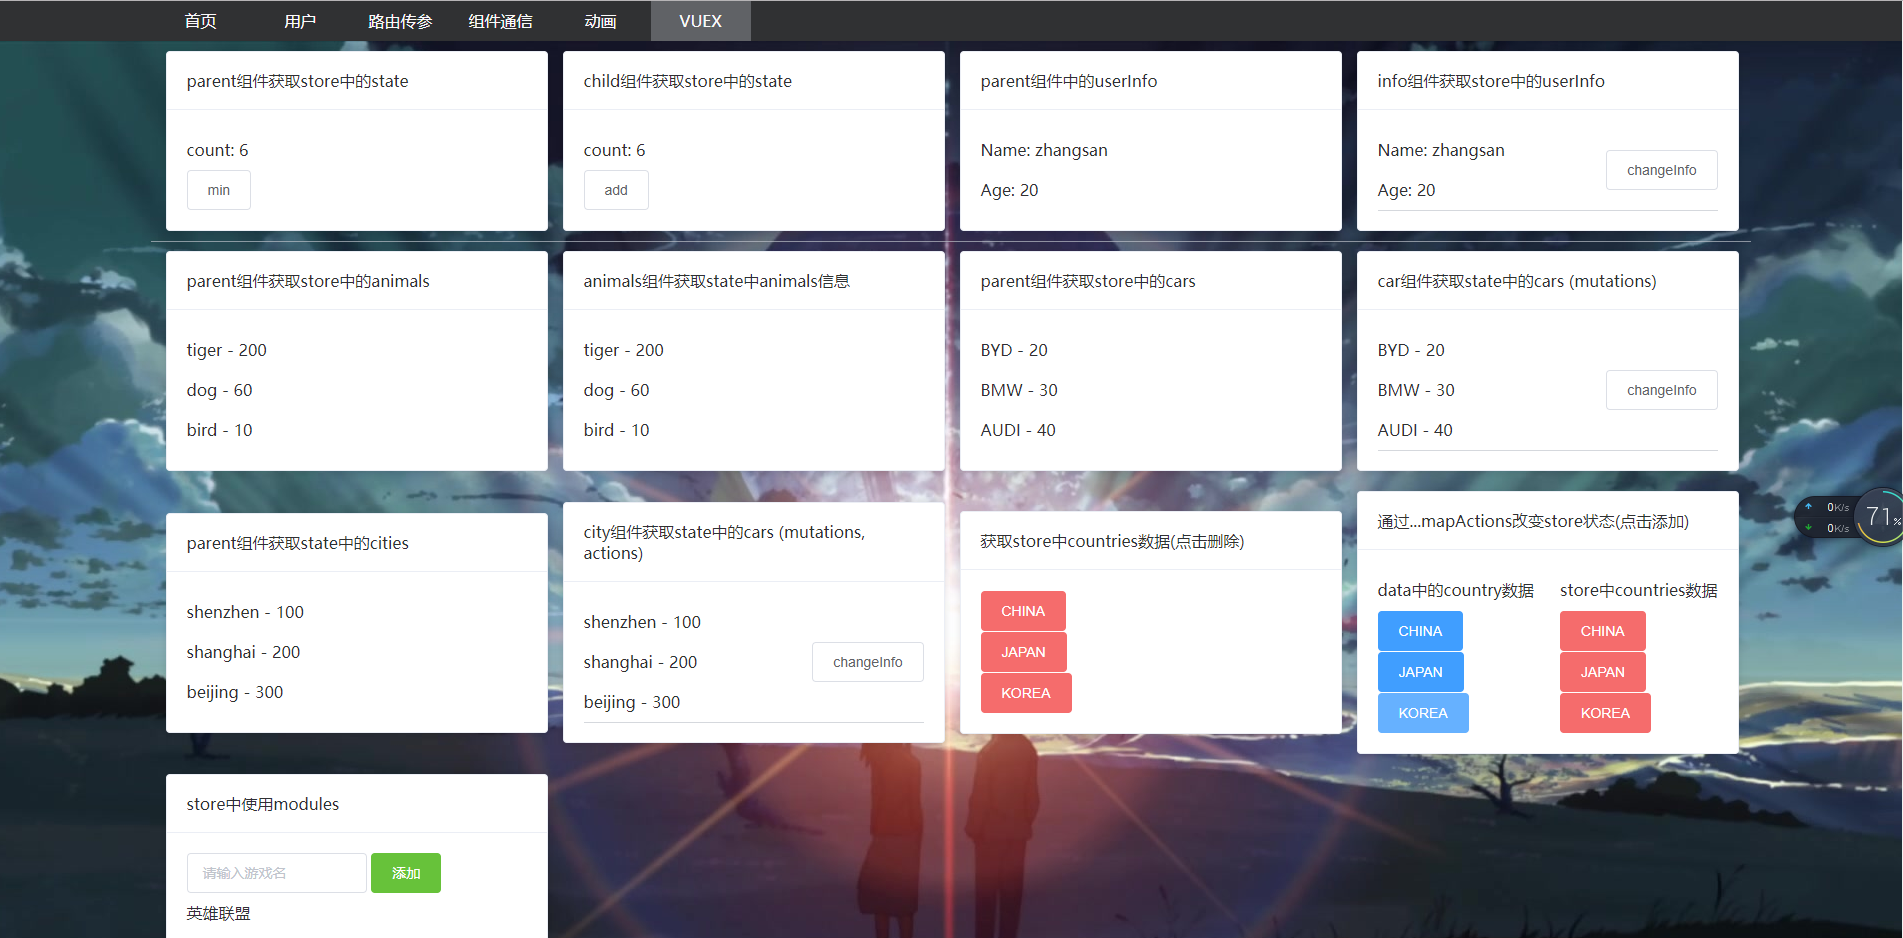 首页 用户 路由传参 组件通信 动画 VUEX
parent组件获取store中的state
count: 6
min
child组件获取store中的state
count: 6
add
parent组件中的userInfo
Name: zhangsan
Age: 20
info组件获取store中的userInfo
Name: zhangsan
Age: 20
changeInfo
parent组件获取store中的animals
tiger - 200
dog - 60
bird - 10
animals组件获取state中animals信息
tiger - 200
dog - 60
bird - 10
parent组件获取store中的cars
BYD - 20
BMW - 30
AUDI - 40
car组件获取state中的cars (mutations)
BYD - 20
BMW - 30
AUDI - 40
changeInfo
parent组件获取state中的cities
shenzhen - 100
shanghai - 200
beijing - 300
city组件获取state中的cars (mutations,
actions)
shenzhen - 100
shanghai - 200
beijing - 300
changeInfo
获取store中countries数据(点击删除)
CHINA
JAPAN
KOREA
通过...mapActions改变store状态(点击添加)
data中的country数据
CHINA
JAPAN
KOREA
store中countries数据
CHINA
JAPAN
KOREA
0K/s
0K/s
71%
store中使用modules
请输入游戏名 添加
英雄联盟